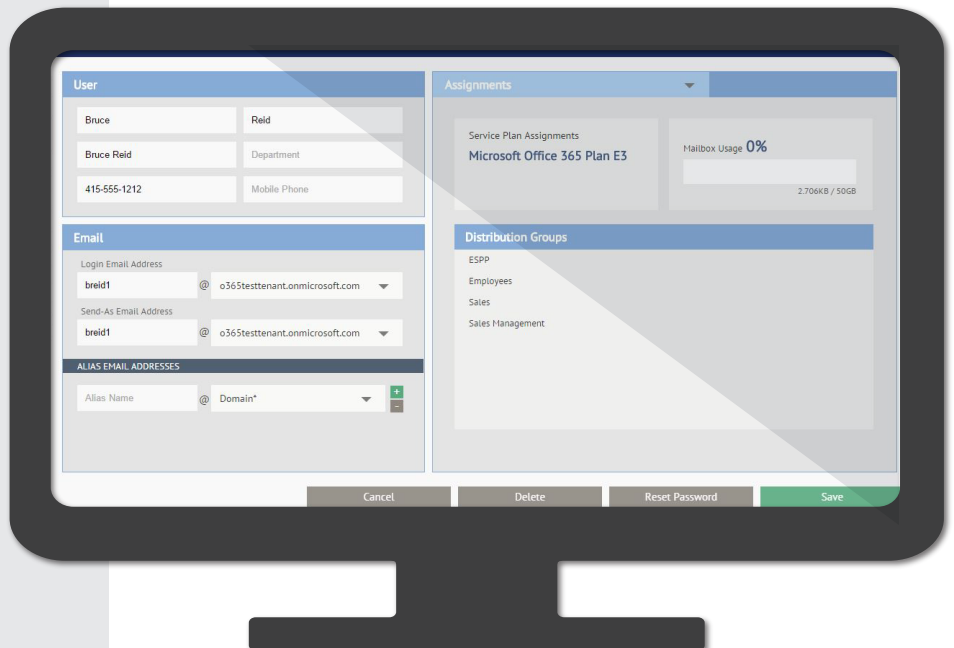 User
Bruce Reid
Bruce Reid Department
415-555-1212 Mobile Phone
Email
Login Email Address
breid1 @ o365testtenant.onmicrosoft.com
Send-As Email Address
breid1 @ o365testtenant.onmicrosoft.com
ALIAS EMAIL ADDRESSES
Alias Name @ Domain*
+
-
Assignments
Service Plan Assignments
Microsoft Office 365 Plan E3
Mailbox Usage 0%
2.706KB / 50GB
Distribution Groups
ESPP
Employees
Sales
Sales Management
Cancel Delete Reset Password Save